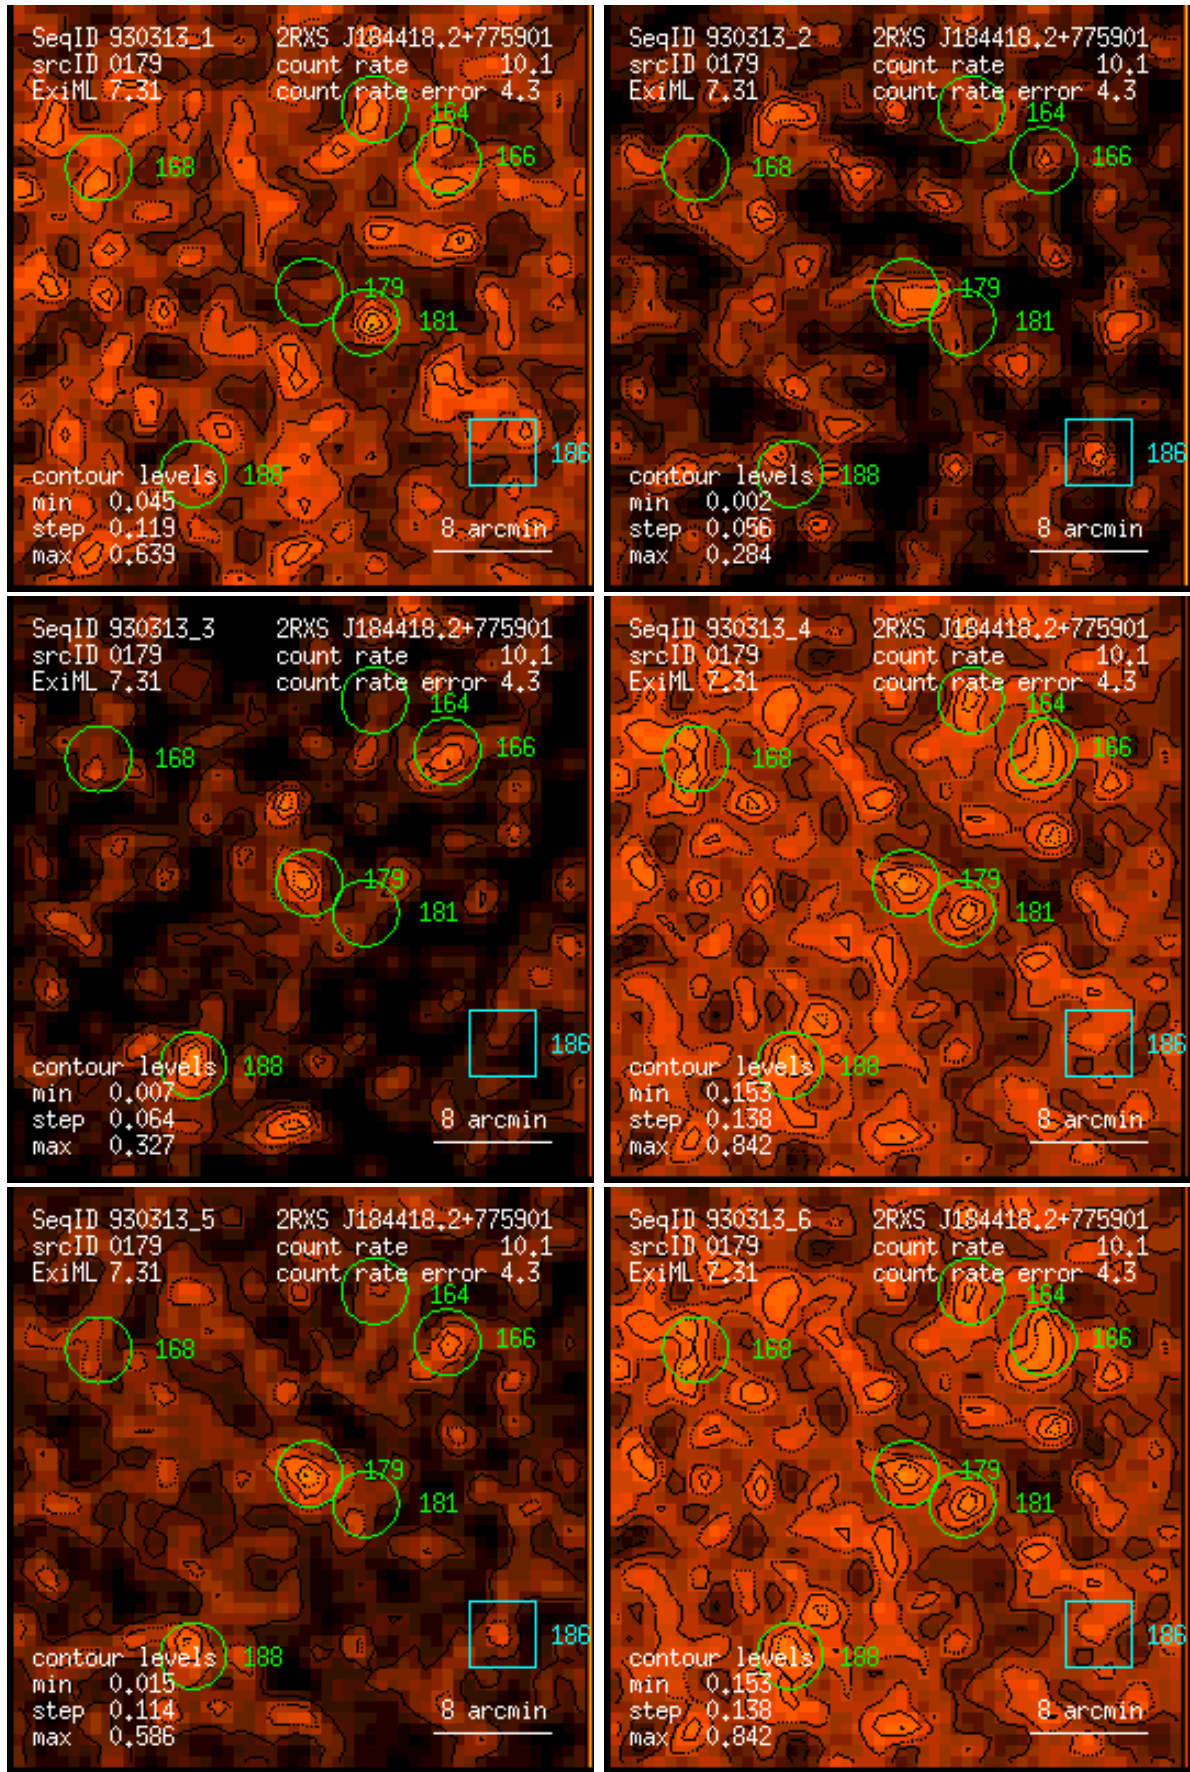 SeqID 930313_1 2RXS J184418.2+775901
srcID 0179 count rate 10.1
ExiML 7.31 count rate error 4.3
164
168 166
179
181
186
contour levels 188
min 0.045
step 0.119 8 arcmin
max 0.639
SeqID 930313_2 2RXS J184418.2+775901
srcID 0179 count rate 10.1
ExiML 7.31 count rate error 4.3
164
168 166
179
181
186
contour levels 188
min 0.002
step 0.056 8 arcmin
max 0.284
SeqID 930313_3 2RXS J184418.2+775901
srcID 0179 count rate 10.1
ExiML 7.31 count rate error 4.3
164
168 166
179
181
186
contour levels 188
min 0.007
step 0.064 8 arcmin
max 0.327
SeqID 930313_4 2RXS J184418.2+775901
srcID 0179 count rate 10.1
ExiML 7.31 count rate error 4.3
164
168 166
179
181
186
contour levels 188
min 0.153
step 0.138 8 arcmin
max 0.842
SeqID 930313_5 2RXS J184418.2+775901
srcID 0179 count rate 10.1
ExiML 7.31 count rate error 4.3
164
168 166
179
181
186
contour levels 188
min 0.015
step 0.114 8 arcmin
max 0.586
SeqID 930313_6 2RXS J184418.2+775901
srcID 0179 count rate 10.1
ExiML 7.31 count rate error 4.3
164
168 166
179
181
186
contour levels 188
min 0.153
step 0.138 8 arcmin
max 0.842